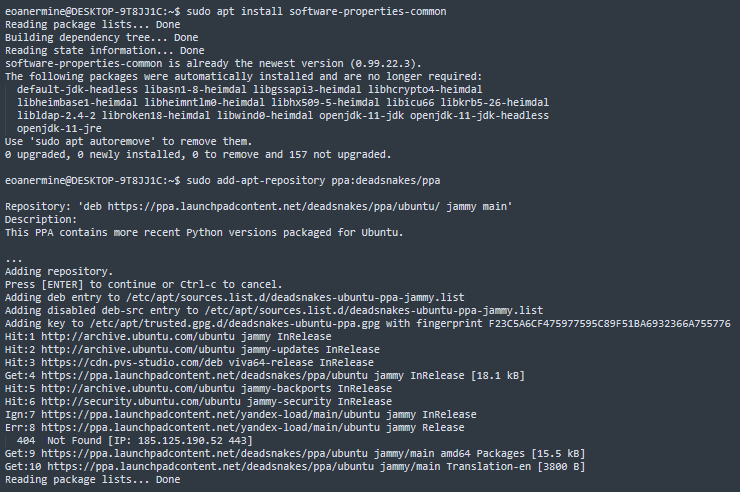 eoanermine@DESKTOP-9T8JJ1C:~$ sudo apt install software-properties-common
Reading package lists... Done
Building dependency tree... Done
Reading state information... Done
software-properties-common is already the newest version (0.99.22.3).
The following packages were automatically installed and are no longer required:
  default-jdk-headless libasn1-8-heimdal libgssapi3-heimdal libhcrypto4-heimdal
  libheimbase1-heimdal libheimntlm0-heimdal libhx509-5-heimdal libicu66 libkrb5-26-heimdal
  libldap-2.4-2 libroken18-heimdal libwind0-heimdal openjdk-11-jdk openjdk-11-jdk-headless
  openjdk-11-jre
Use 'sudo apt autoremove' to remove them.
0 upgraded, 0 newly installed, 0 to remove and 157 not upgraded.

eoanermine@DESKTOP-9T8JJ1C:~$ sudo add-apt-repository ppa:deadsnakes/ppa

Repository: 'deb https://ppa.launchpadcontent.net/deadsnakes/ppa/ubuntu/ jammy main'
Description:
This PPA contains more recent Python versions packaged for Ubuntu.

...
Adding repository.
Press [ENTER] to continue or Ctrl-c to cancel.
Adding deb entry to /etc/apt/sources.list.d/deadsnakes-ubuntu-ppa-jammy.list
Adding disabled deb-src entry to /etc/apt/sources.list.d/deadsnakes-ubuntu-ppa-jammy.list
Adding key to /etc/apt/trusted.gpg.d/deadsnakes-ubuntu-ppa.gpg with fingerprint F23C5A6CF475977595C89F51BA6932366A755776
Hit:1 http://archive.ubuntu.com/ubuntu jammy InRelease
Hit:2 http://archive.ubuntu.com/ubuntu jammy-updates InRelease
Hit:3 https://cdn.pvs-studio.com/deb viva64-release InRelease
Get:4 https://ppa.launchpadcontent.net/deadsnakes/ppa/ubuntu jammy InRelease [18.1 kB]
Hit:5 http://archive.ubuntu.com/ubuntu jammy-backports InRelease
Hit:6 http://security.ubuntu.com/ubuntu jammy-security InRelease
Ign:7 https://ppa.launchpadcontent.net/yandex-load/main/ubuntu jammy InRelease
Err:8 https://ppa.launchpadcontent.net/yandex-load/main/ubuntu jammy Release
  404  Not Found [IP: 185.125.190.52 443]
Get:9 https://ppa.launchpadcontent.net/deadsnakes/ppa/ubuntu jammy/main amd64 Packages [15.5 kB]
Get:10 https://ppa.launchpadcontent.net/deadsnakes/ppa/ubuntu jammy/main Translation-en [3800 B]
Reading package lists... Done